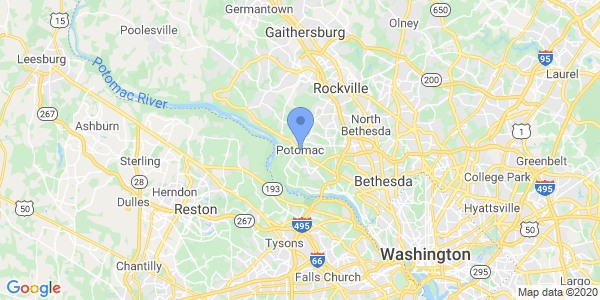 Germantown
Olney
15
Poolesville
Gaithersburg
Leesburg
95
Laurel
Potomac River
Rockville
200
267
Ashburn
North
Bethesda
1
Potomac
Sterling
Greenbelt
28
Herndon
193
Bethesda
College Park
495
Dulles
Reston
267
495
Hyattsville
50
50
Tysons
Washington
Chantilly
66
Falls Church
295
Google
Map data ©2020